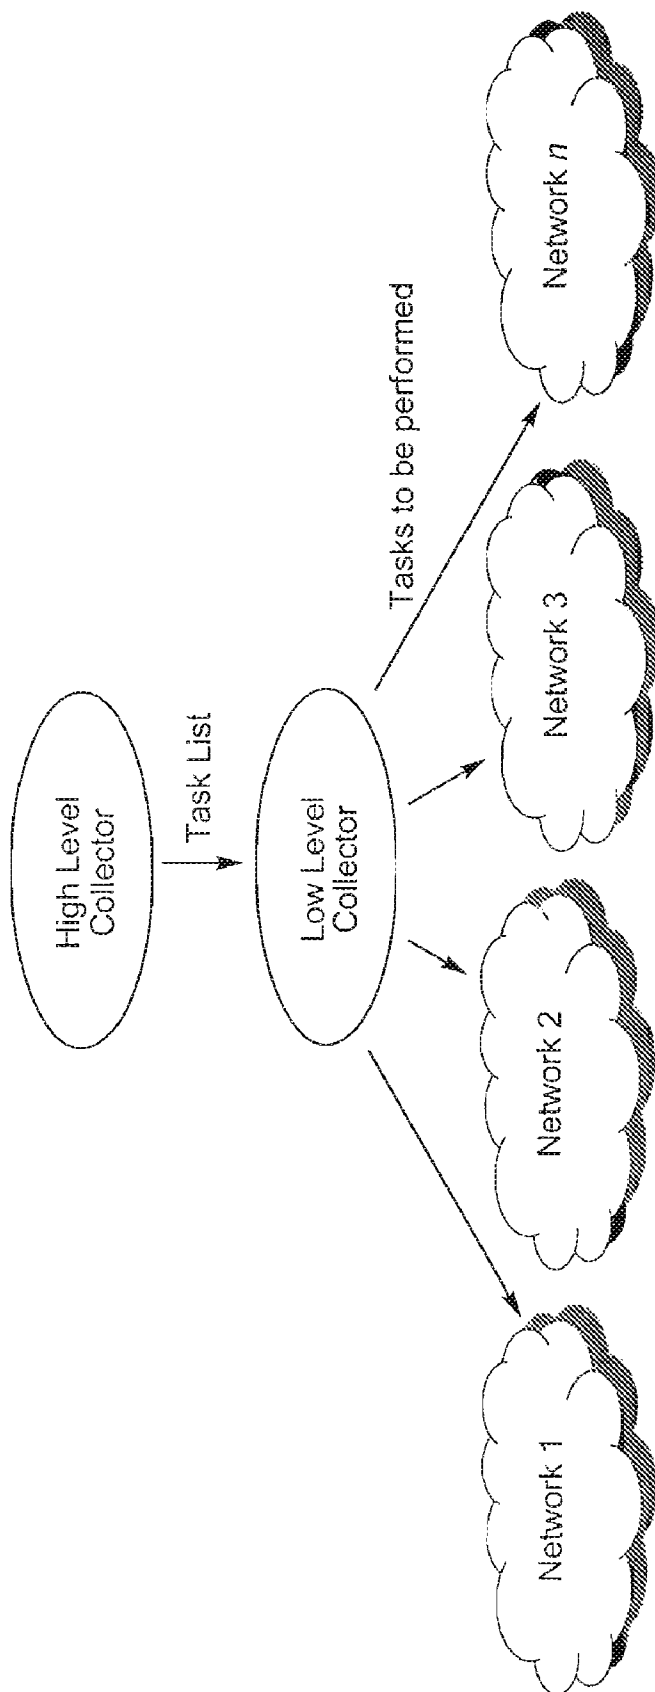 High Level
Collector
Task List
Low Level
Collector
Tasks to be performed
Network 1
Network 2
Network 3
Network n